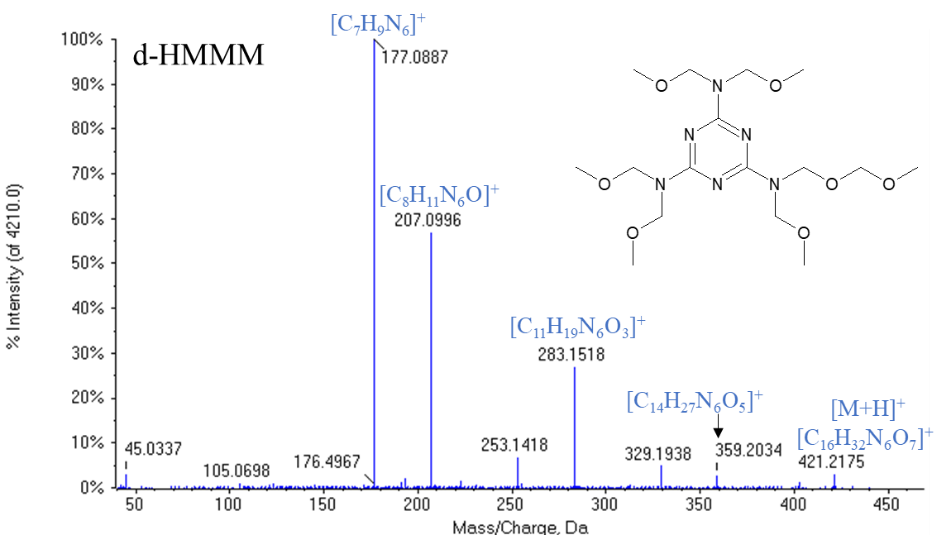 [C₇H₉N₆]⁺
100%
d-HMMM
177.0887
90%
80%
70%
60%
50%
40%
30%
20%
10%
0%
% Intensity (of 4210.0)
[C₈H₁₁N₆O]⁺
207.0996
[C₁₁H₁₉N₆O₃]⁺
283.1518
[C₁₄H₂₇N₆O₅]⁺
359.2034
[M+H]⁺
[C₁₆H₃₂N₆O₇]⁺
421.2175
45.0337
105.0698
176.4967
253.1418
329.1938
50 100 150 200 250 300 350 400 450
Mass/Charge, Da
O N O
N N
O N N N O O
O O